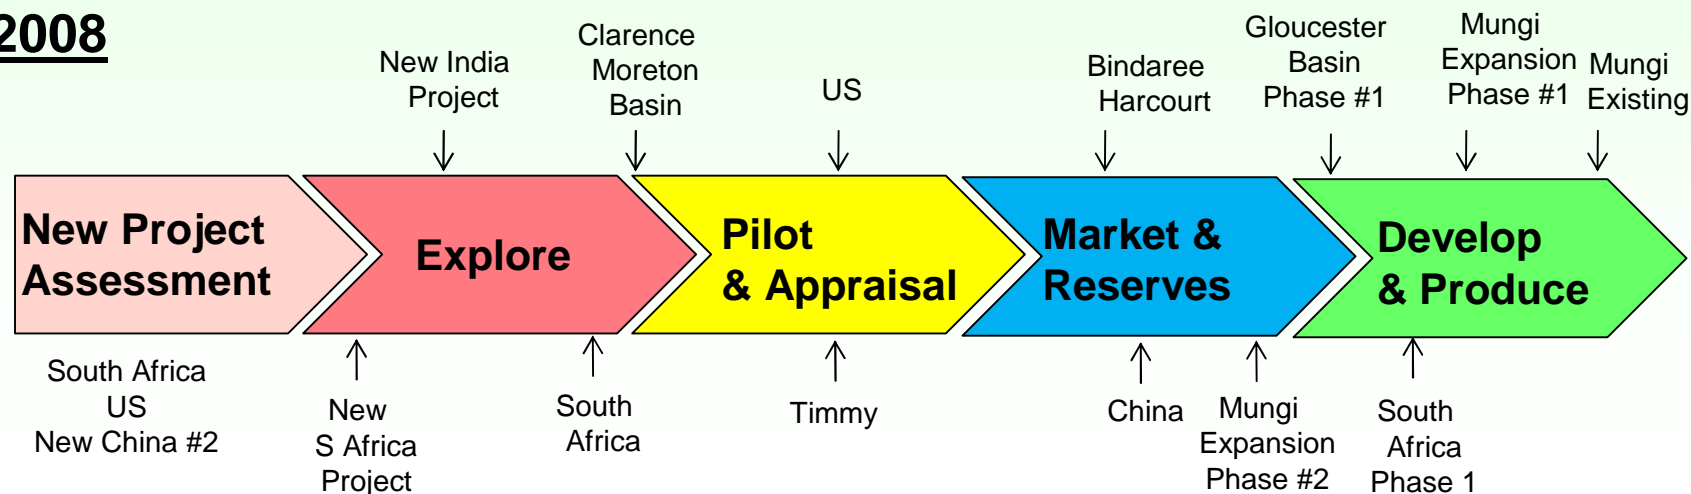 2008
New India
Project
Clarence
Moreton
Basin
US
Bindaree
Harcourt
Gloucester
Basin
Phase #1
Mungi
Expansion
Phase #1
Mungi
Existing
New Project
Assessment
Explore
Pilot
& Appraisal
Market &
Reserves
Develop
& Produce
South Africa
US
New China #2
New
S Africa
Project
South
Africa
Timmy
China
Mungi
Expansion
Phase #2
South
Africa
Phase 1